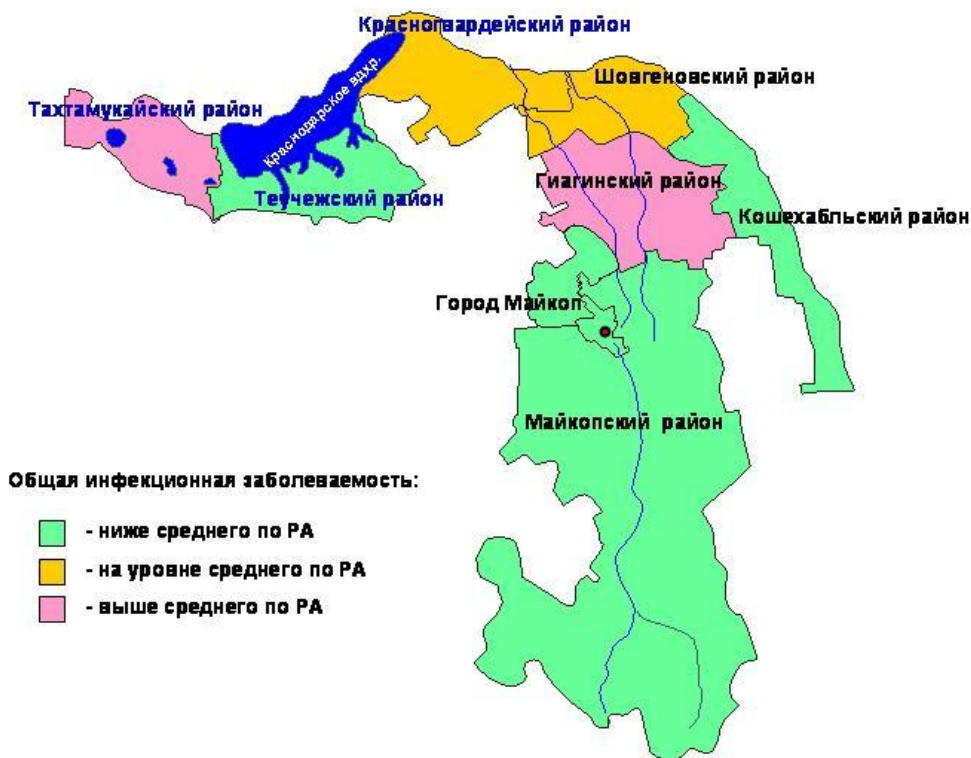 Красногвардейский район
Шовгеновский район
Тахтамукайский район
Краснодарское вдхр.
Гиагинский район
Теучежский район
Кошехабльский район
Город Майкоп
Майкопский район
Общая инфекционная заболеваемость:
- ниже среднего по РА
- на уровне среднего по РА
- выше среднего по РА